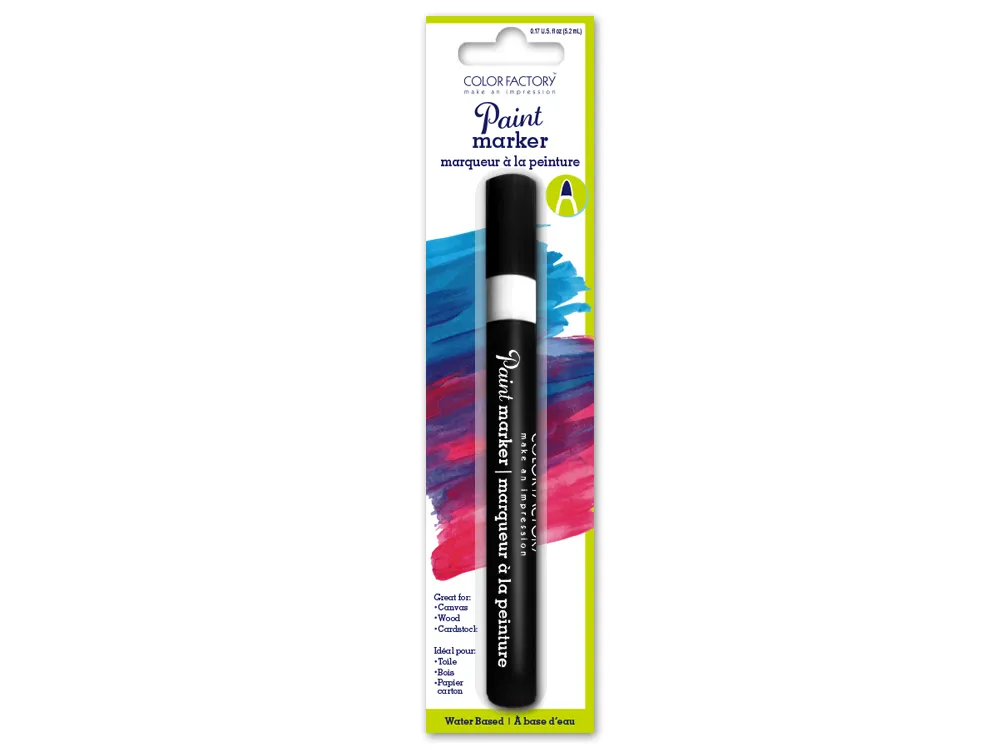 0.17 U.S. fl oz (5.2 mL)
COLOR FACTORY™
make an impression
Paint
marker
marqueur à la peinture
Paint marker | marqueur à la peinture
COLOR FACTORY
make an impression
Great for:
•Canvas
•Wood
•Cardstock
Idéal pour:
•Toile
•Bois
•Papier
carton
Water Based | À base d'eau